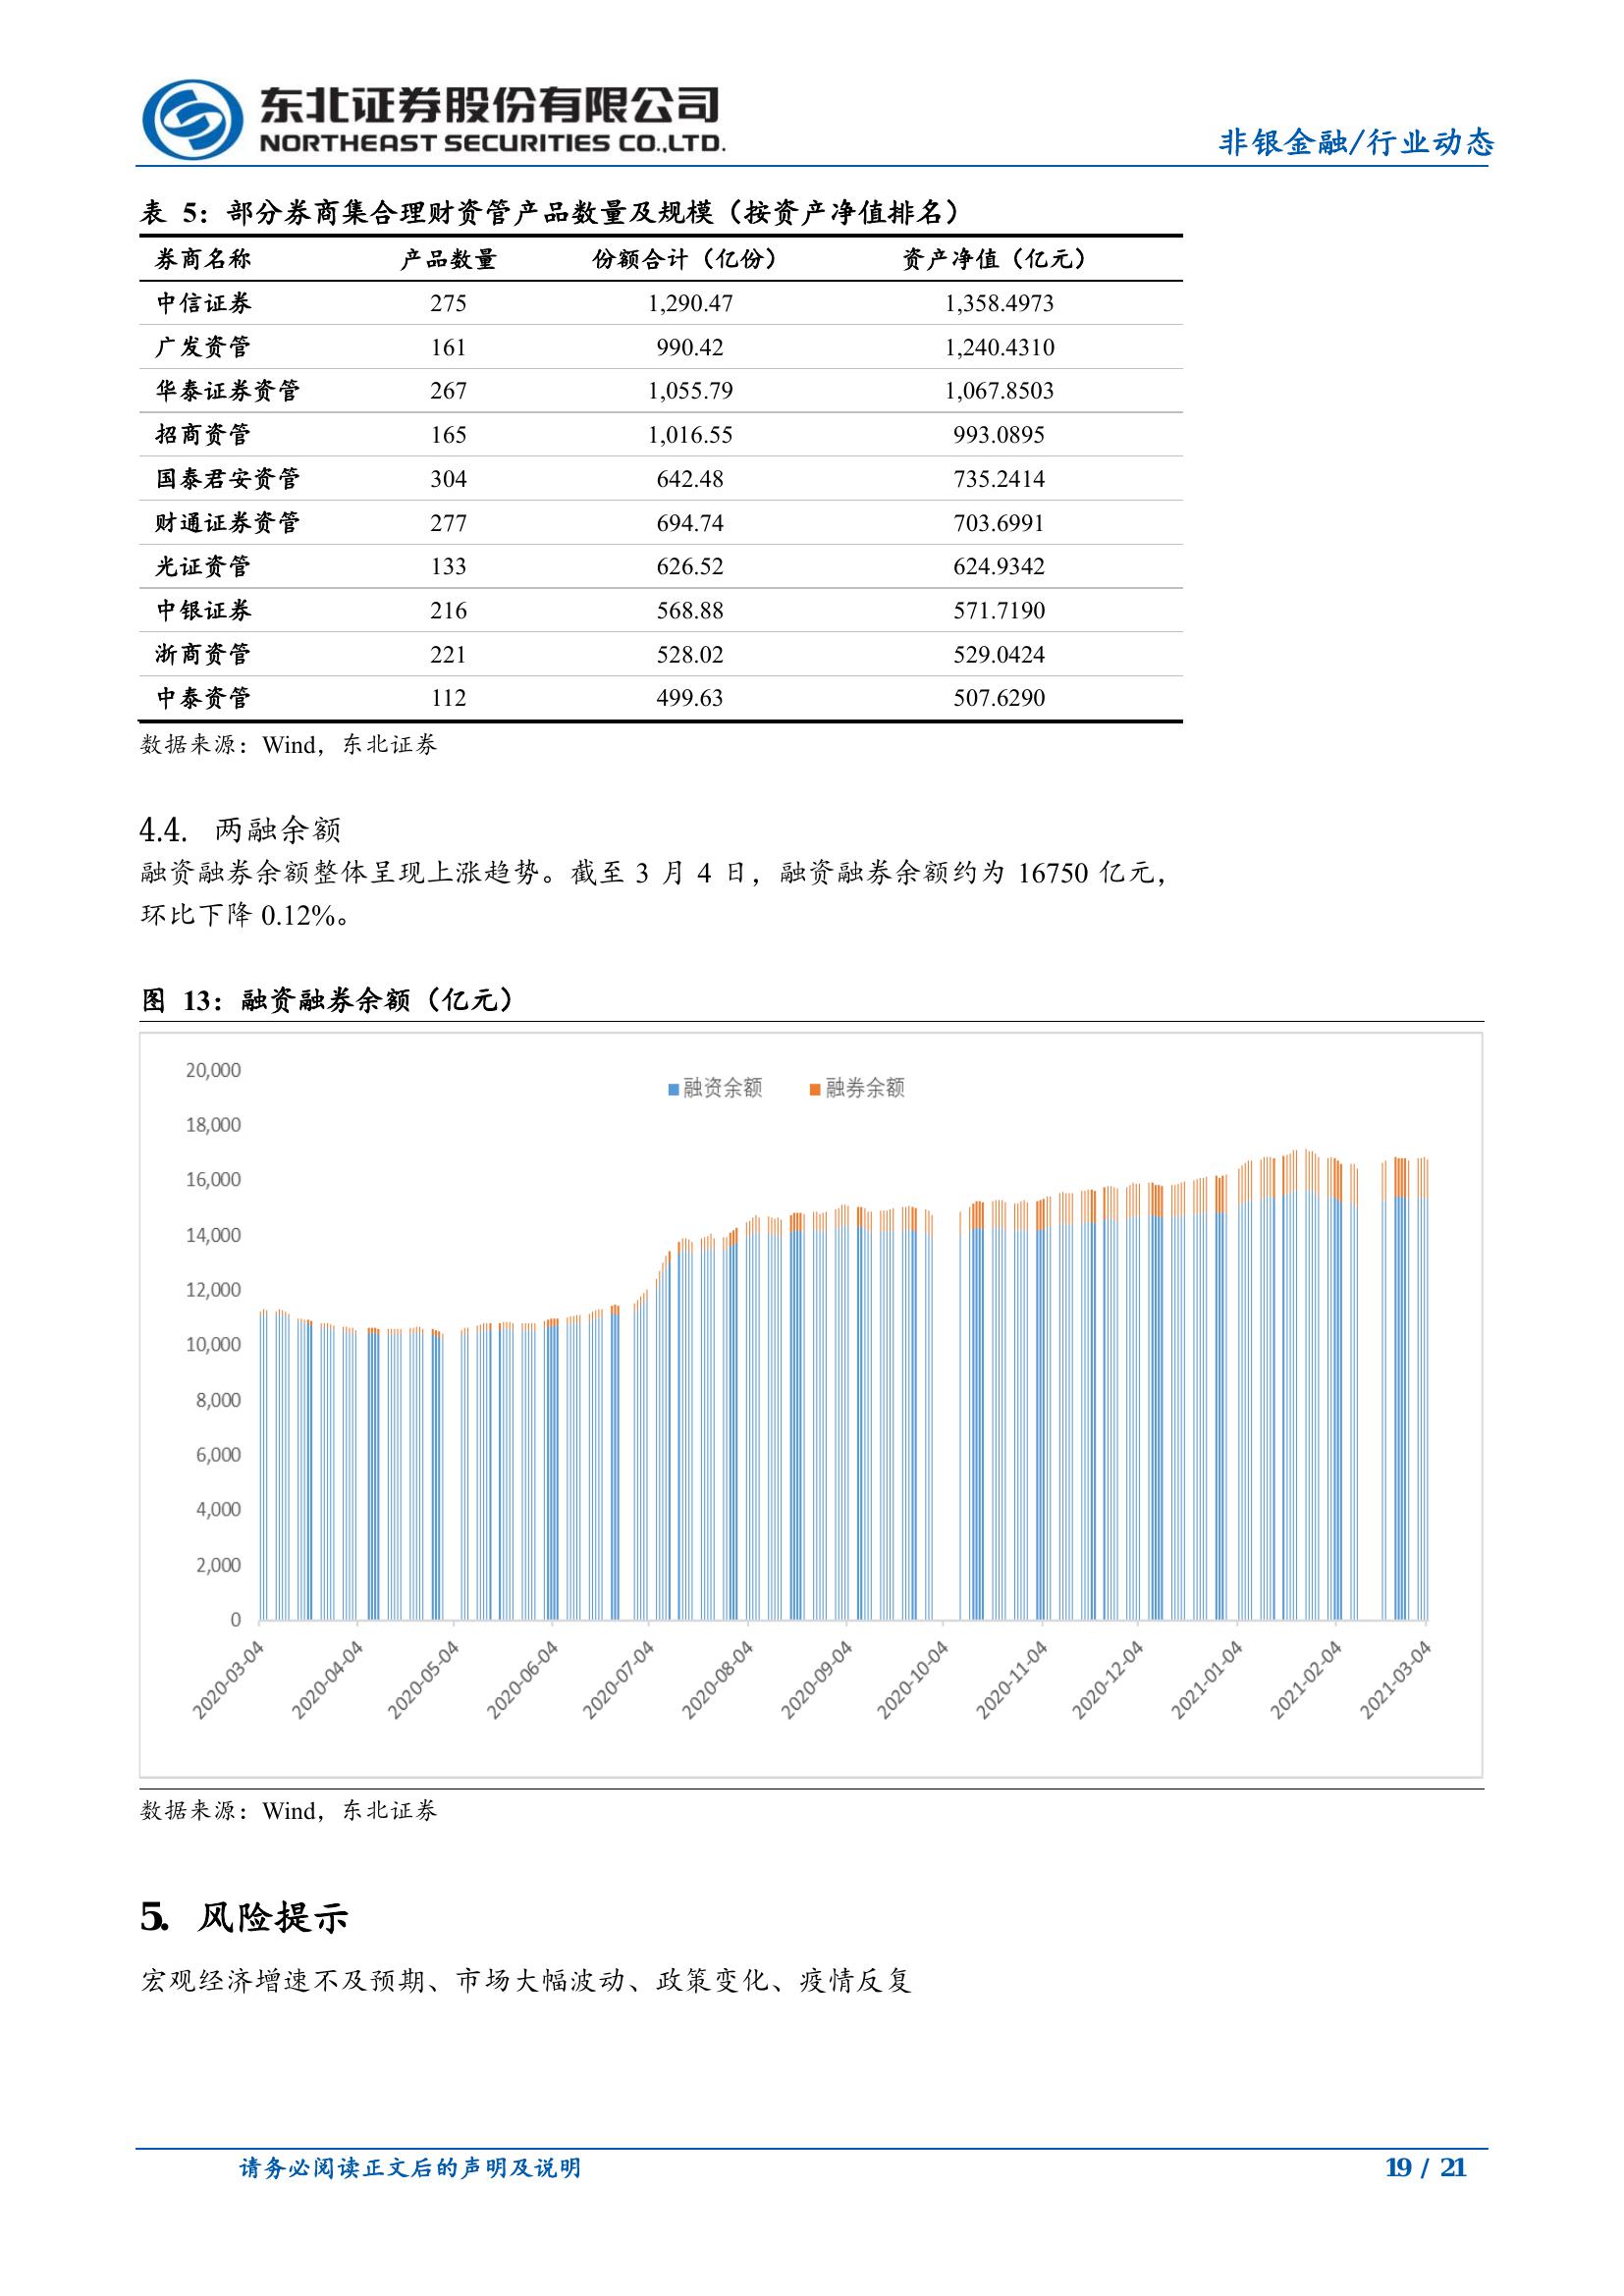 东北证券股份有限公司
NORTHEAST SECURITIES CO.,LTD.
非银金融/行业动态
表 5：部分券商集合理财资管产品数量及规模（按资产净值排名）
券商名称 产品数量 份额合计（亿份） 资产净值（亿元）
中信证券 275 1,290.47 1,358.4973
广发资管 161 990.42 1,240.4310
华泰证券资管 267 1,055.79 1,067.8503
招商资管 165 1,016.55 993.0895
国泰君安资管 304 642.48 735.2414
财通证券资管 277 694.74 703.6991
光证资管 133 626.52 624.9342
中银证券 216 568.88 571.7190
浙商资管 221 528.02 529.0424
中泰资管 112 499.63 507.6290
数据来源：Wind，东北证券
4.4. 两融余额
融资融券余额整体呈现上涨趋势。截至 3 月 4 日，融资融券余额约为 16750 亿元，
环比下降 0.12%。
图 13：融资融券余额（亿元）
融资余额 融券余额
20,000
18,000
16,000
14,000
12,000
10,000
8,000
6,000
4,000
2,000
0
2020-03-04 2020-04-04 2020-05-04 2020-06-04 2020-07-04 2020-08-04 2020-09-04 2020-10-04 2020-11-04 2020-12-04 2021-01-04 2021-02-04 2021-03-04
数据来源：Wind，东北证券
5. 风险提示
宏观经济增速不及预期、市场大幅波动、政策变化、疫情反复
请务必阅读正文后的声明及说明 19 / 21